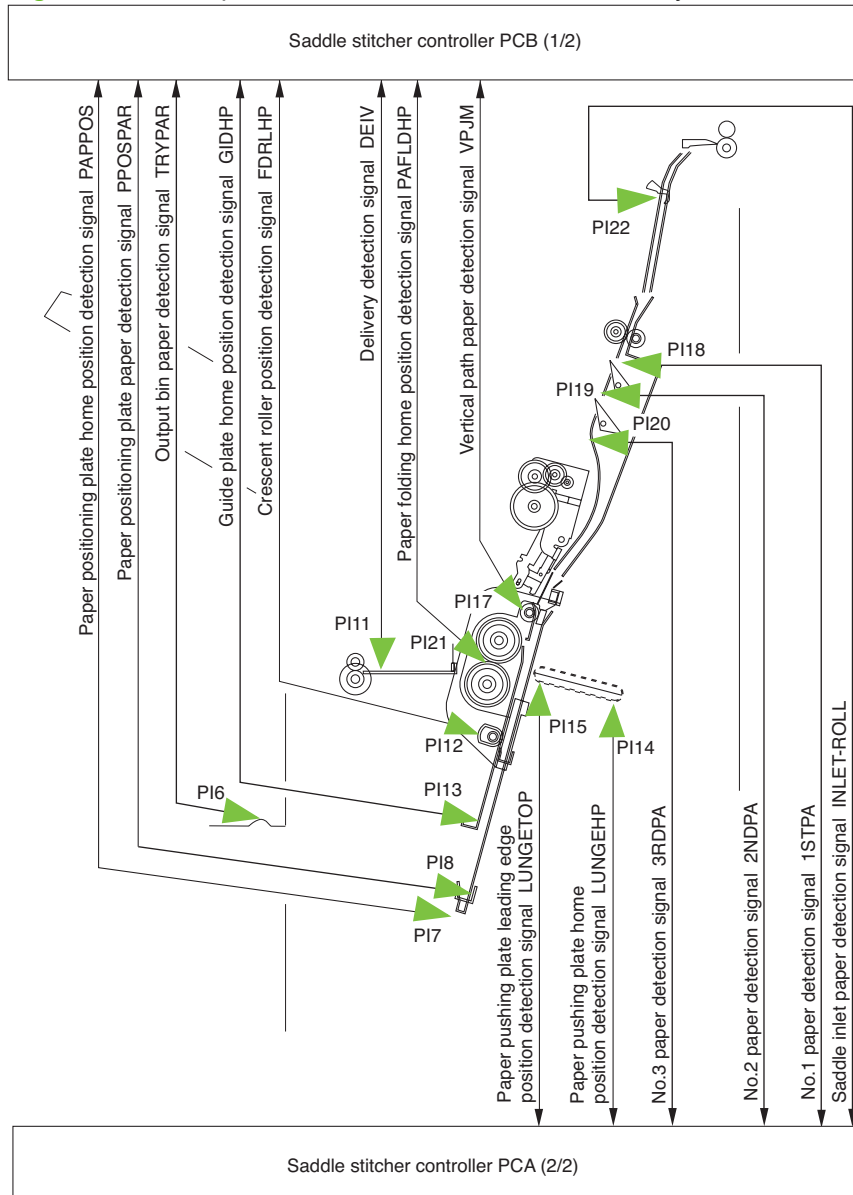 Saddle stitcher controller PCB (1/2)
Paper positioning plate home position detection signal PAPPOS
Paper positioning plate paper detection signal PPOSPAR
Output bin paper detection signal TRYPAR
Guide plate home position detection signal GIDHP
Crescent roller position detection signal FDRLHP
Delivery detection signal DEIV
Paper folding home position detection signal PAFLDHP
Vertical path paper detection signal VPJM
PI22
PI18
PI19
PI20
PI17
PI11
PI21
PI15
PI14
PI12
PI13
PI6
PI8
PI7
Paper pushing plate leading edge
position detection signal LUNGETOP
Paper pushing plate home
position detection signal LUNGEHP
No.3 paper detection signal 3RDPA
No.2 paper detection signal 2NDPA
No.1 paper detection signal 1STPA
Saddle inlet paper detection signal INLET-ROLL
Saddle stitcher controller PCA (2/2)